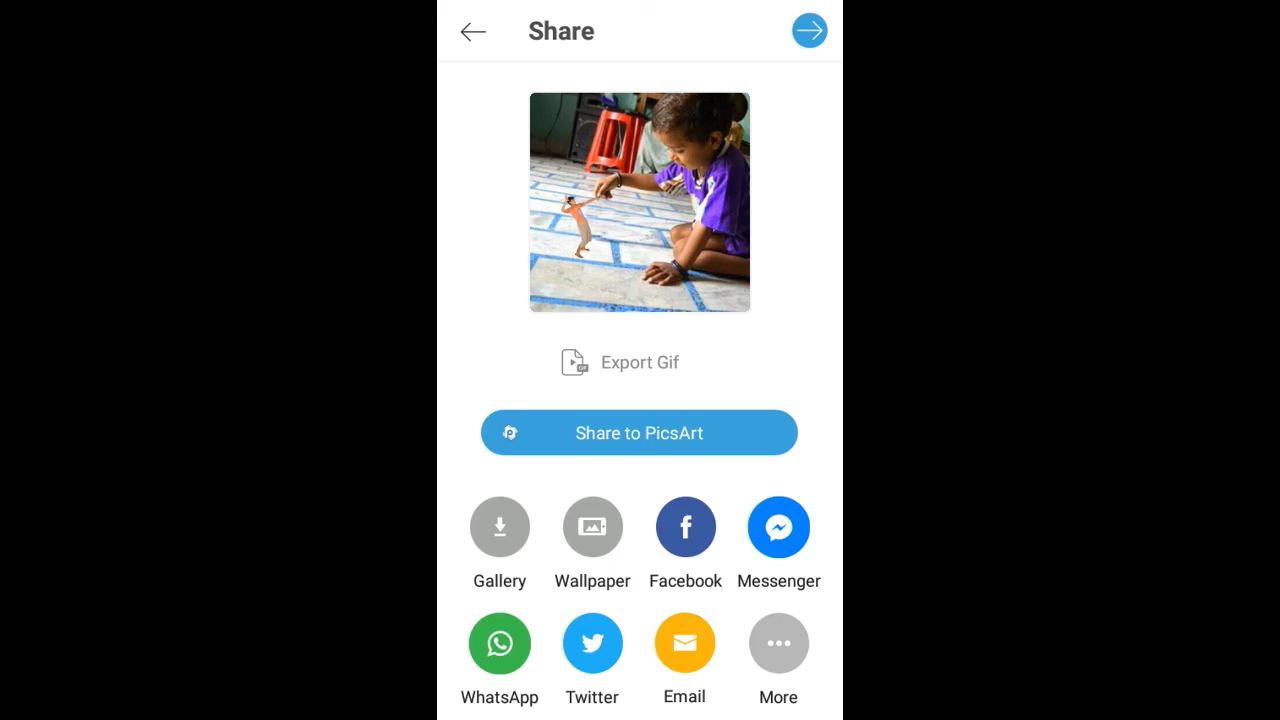 Share
Export Gif
Share to PicsArt
Gallery Wallpaper Facebook Messenger
WhatsApp Twitter Email More